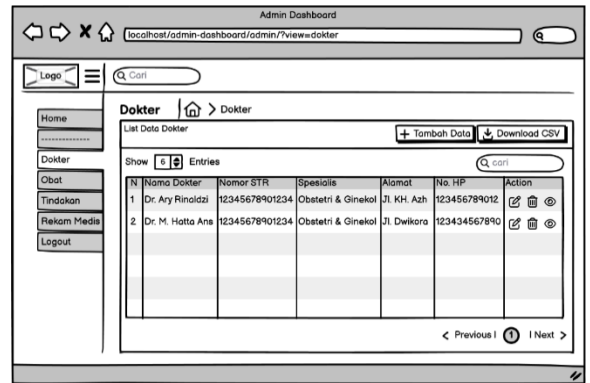 Admin Dashboard
localhost/admin-dashboard/admin/?view=dokter
Logo
Cari
Dokter
Dokter
List Data Dokter
Tambah Data
Download CSV
Home
--------------
Dokter
Obat
Tindakan
Rekam Medis
Logout
Show 6 Entries
cari
N Nama Dokter Nomor STR Spesialis Alamat No. HP Action
1 Dr. Ary Rinaldzi 12345678901234 Obstetri & Ginekol Jl. KH. Azh 123456789012
2 Dr. M. Hatta Ans 12345678901234 Obstetri & Ginekol Jl. Dwikora 123434567890
< Previous | 1 | Next >